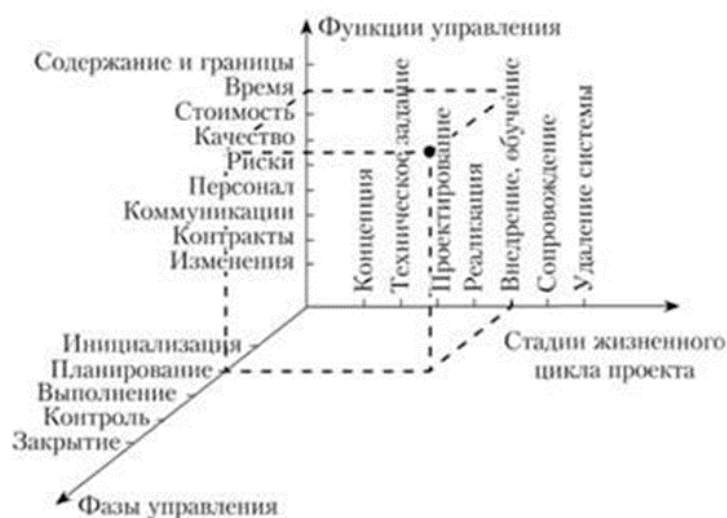 Функции управления
Содержание и границы
Время
Стоимость
Качество
Риски
Персонал
Коммуникации
Контракты
Изменения
Концепция
Техническое задание
Проектирование
Реализация
Внедрение, обучение
Сопровождение
Удаление системы
Стадии жизненного
цикла проекта
Инициализация
Планирование
Выполнение
Контроль
Закрытие
Фазы управления